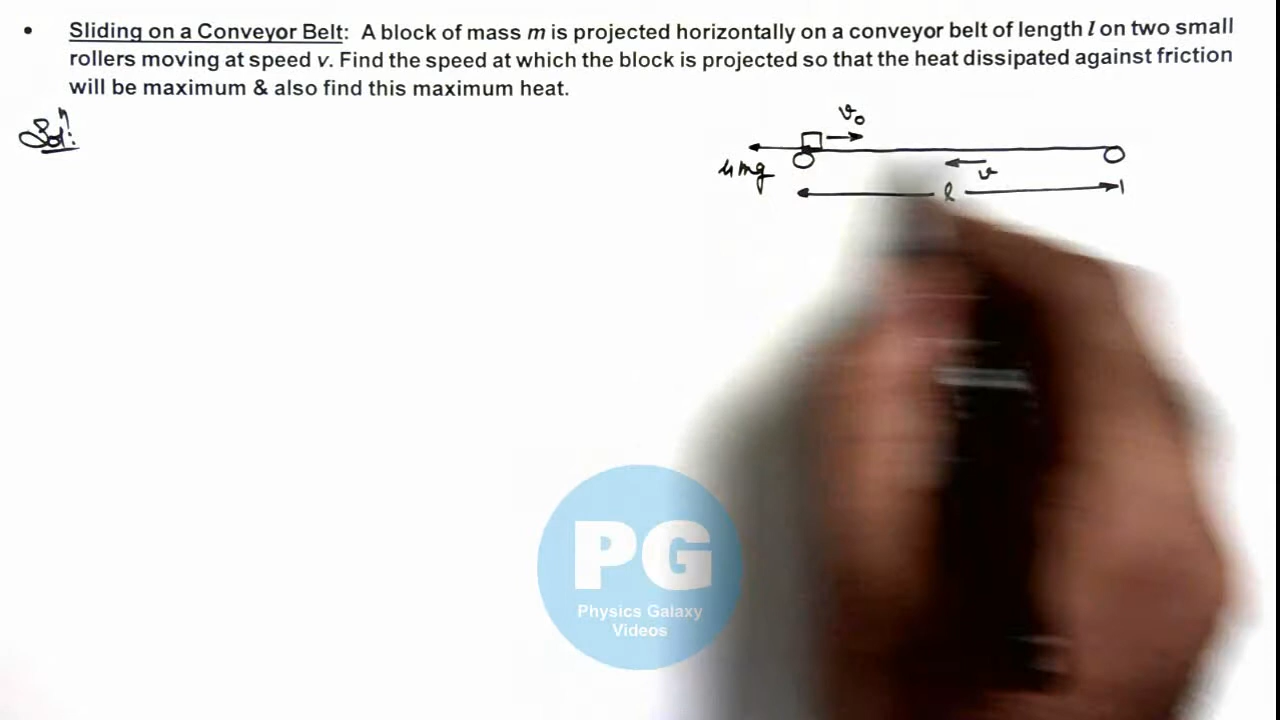 • Sliding on a Conveyor Belt: A block of mass m is projected horizontally on a conveyor belt of length l on two small
rollers moving at speed v. Find the speed at which the block is projected so that the heat dissipated against friction
will be maximum & also find this maximum heat.
Solⁿ:
v₀
μmg
v
l
PG
Physics Galaxy
Videos